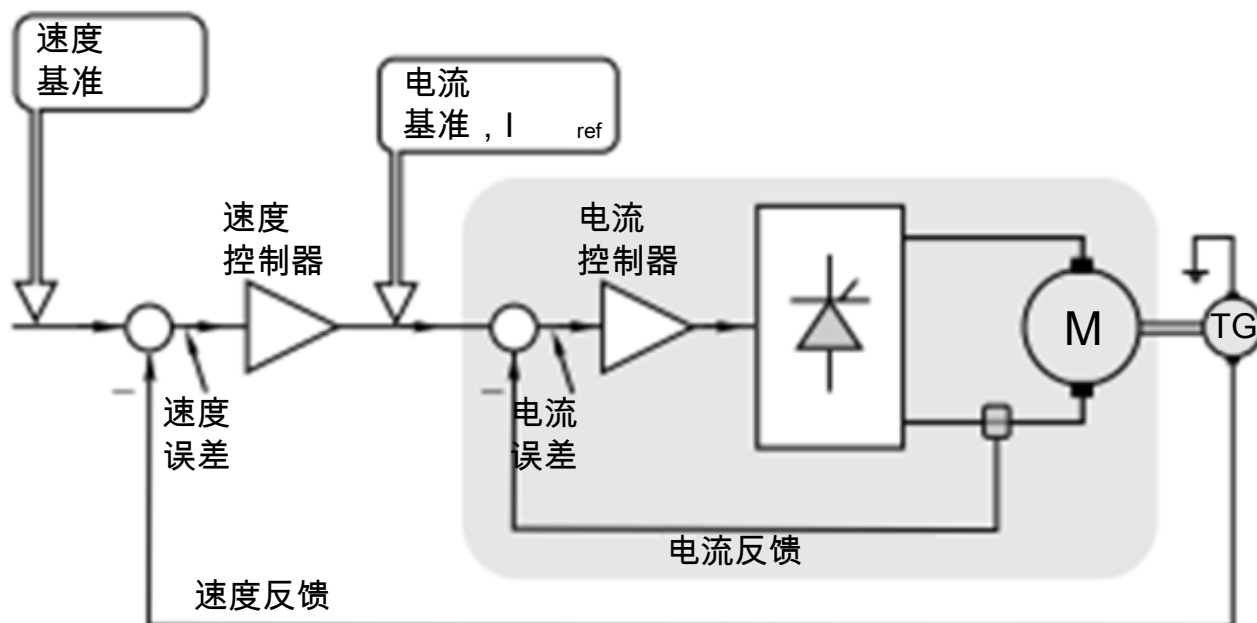 速度
基准
电流
基准，I ref
速度
控制器
电流
控制器
M
TG
速度
误差
电流
误差
电流反馈
速度反馈